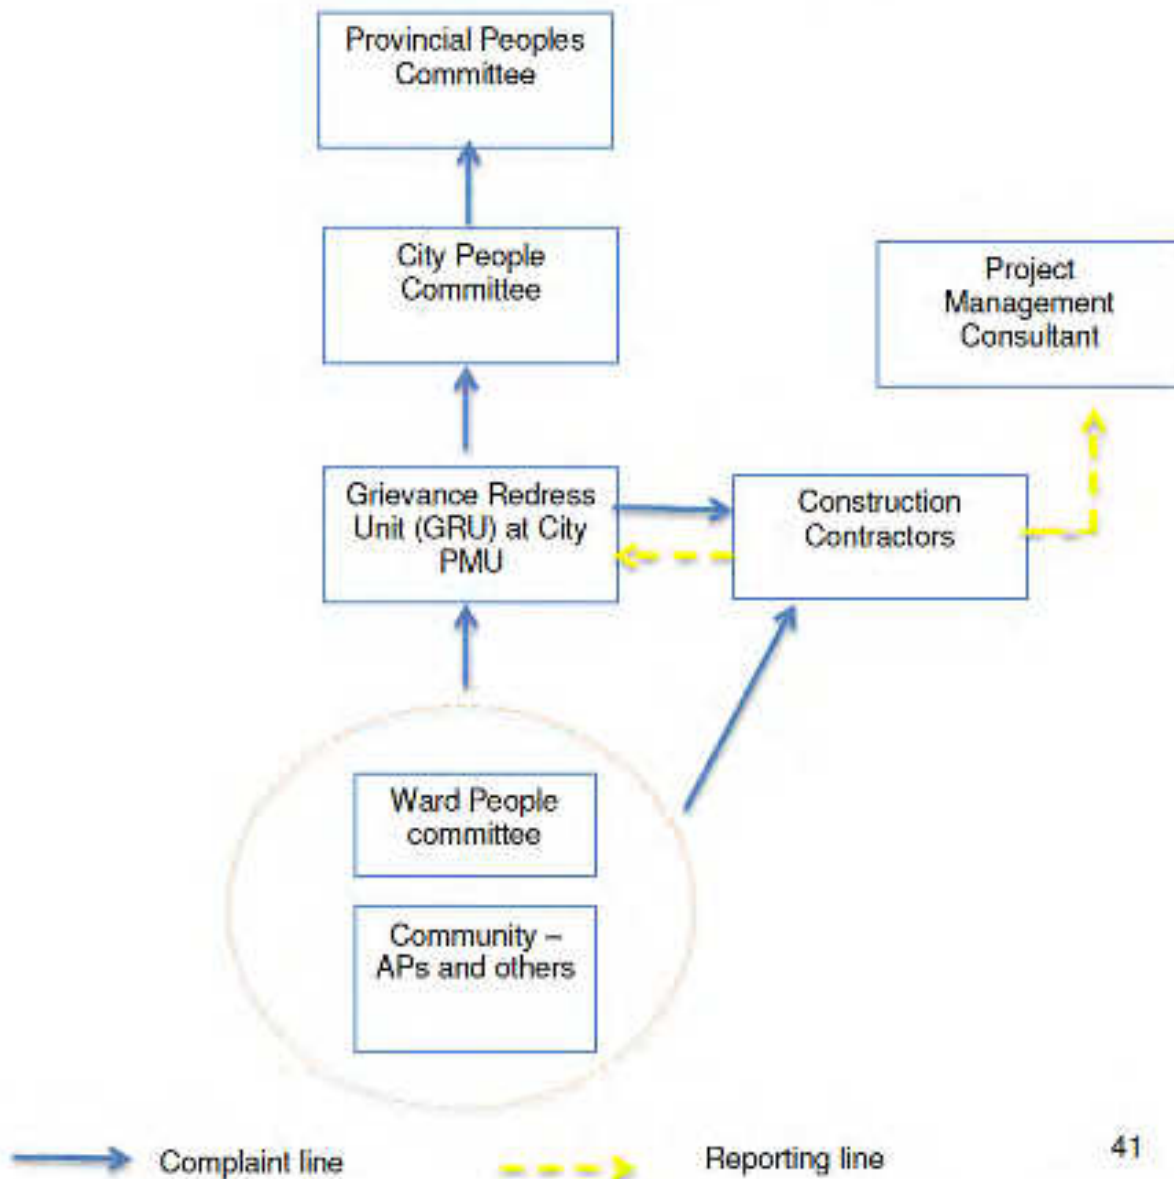 Provincial Peoples
Committee
City People
Committee
Project
Management
Consultant
Grievance Redress
Unit (GRU) at City
PMU
Construction
Contractors
Ward People
committee
Community –
APs and others
Complaint line
Reporting line
41